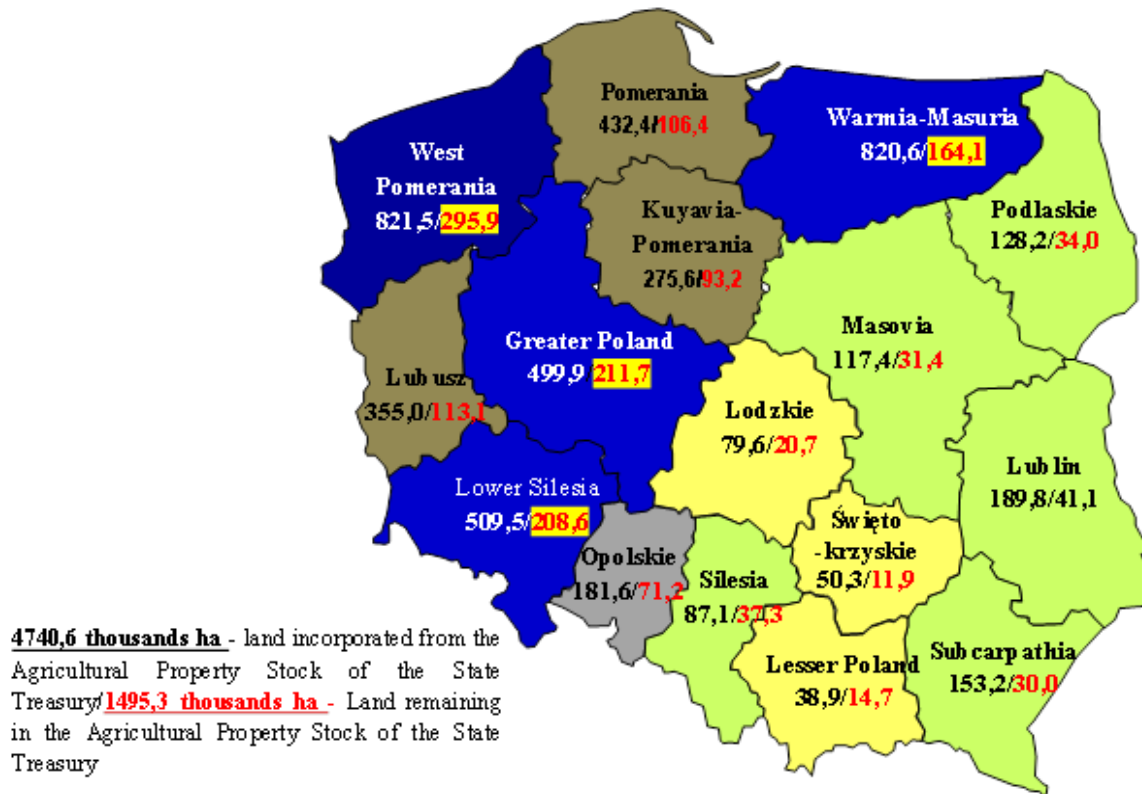 Pomerania
432,4/106,4
Warmia-Masuria
820,6/164,1
West
Pomerania
821,5/295,9
Kuyavia-
Pomerania
275,6/93,2
Podlaskie
128,2/34,0
Masovia
117,4/31,4
Greater Poland
499,9/211,7
Lubusz
355,0/113,1
Lodzkie
79,6/20,7
Lublin
189,8/41,1
Lower Silesia
509,5/208,6
Święto
-krzyskie
50,3/11,9
Opolskie
181,6/71,2
Silesia
87,1/37,3
Subcarpathia
153,2/30,0
Lesser Poland
38,9/14,7
4740,6 thousands ha - land incorporated from the
Agricultural Property Stock of the State
Treasury/1495,3 thousands ha - Land remaining
in the Agricultural Property Stock of the State
Treasury